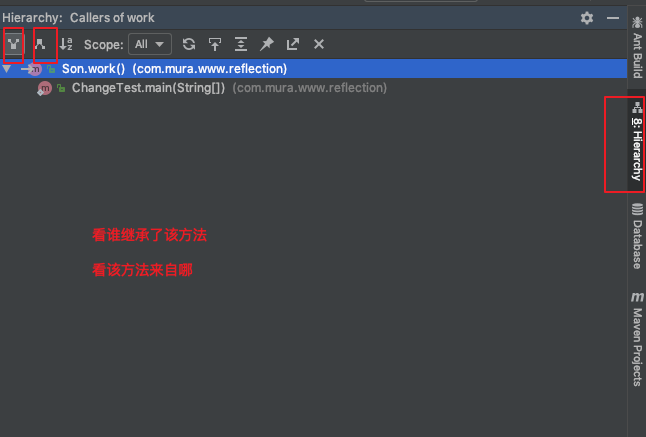 Hierarchy: Callers of work
Scope: All
Son.work() (com.mura.www.reflection)
ChangeTest.main(String[]) (com.mura.www.reflection)
看谁继承了该方法
看该方法来自哪
Ant Build
8: Hierarchy
Database
Maven Projects